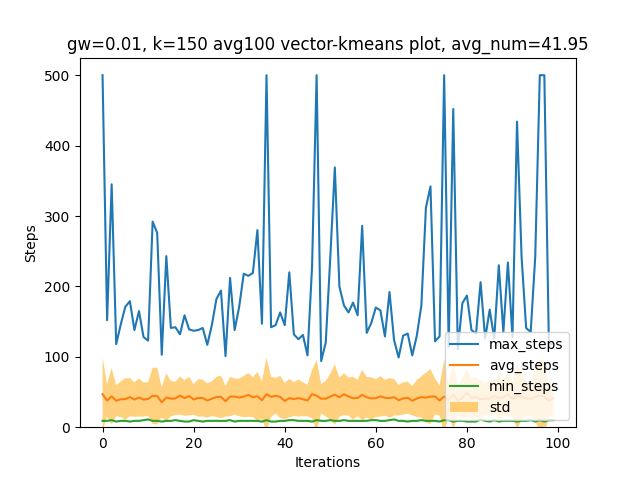 gw=0.01, k=150 avg100 vector-kmeans plot, avg_num=41.95
500
400
300
200
100
0
Steps
max_steps
avg_steps
min_steps
std
0 20 40 60 80 100
Iterations